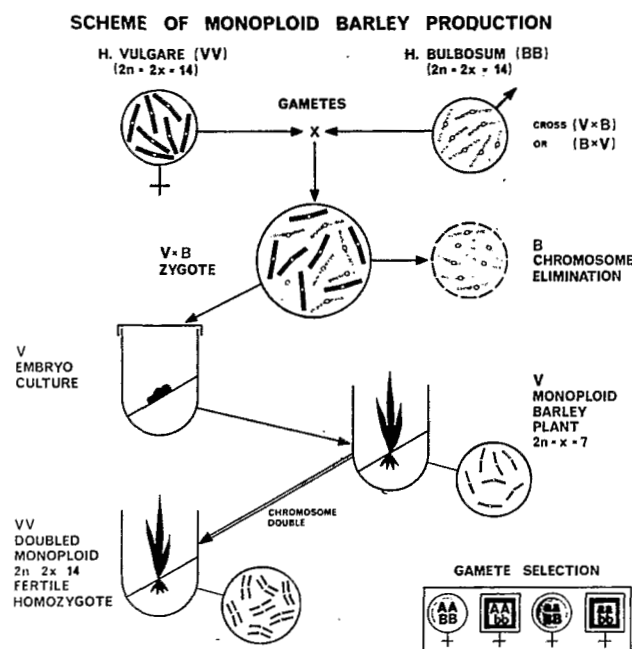 SCHEME OF MONOPLOID BARLEY PRODUCTION
H. VULGARE (VV)
(2n = 2x = 14)
H. BULBOSUM (BB)
(2n = 2x = 14)
GAMETES
X
CROSS (V×B)
OR (B×V)
V×B
ZYGOTE
B
CHROMOSOME
ELIMINATION
V
EMBRYO
CULTURE
V
MONOPLOID
BARLEY
PLANT
2n = x = 7
CHROMOSOME
DOUBLE
VV
DOUBLED
MONOPLOID
2n 2x 14
FERTILE
HOMOZYGOTE
GAMETE SELECTION
AA AA aa aa
BB bb BB bb